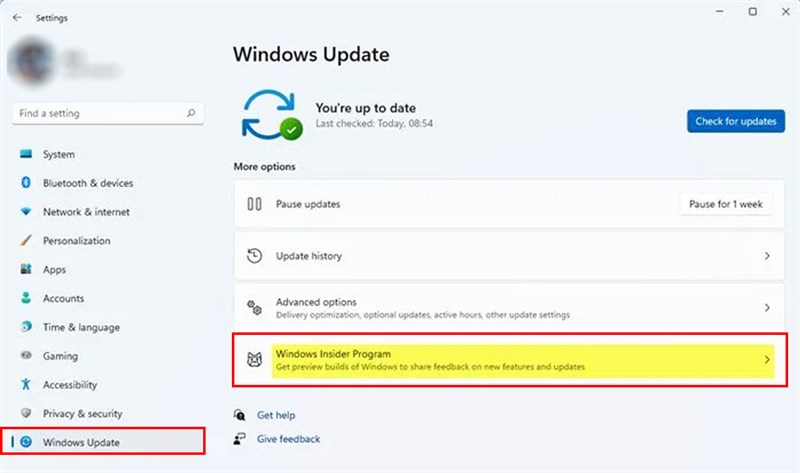 Settings
Windows Update
Find a setting
You're up to date
Last checked: Today, 08:54
Check for updates
System
Bluetooth & devices
Network & internet
Personalization
Apps
Accounts
Time & language
Gaming
Accessibility
Privacy & security
Windows Update
More options
Pause updates
Pause for 1 week
Update history
Advanced options
Delivery optimization, optional updates, active hours, other update settings
Windows Insider Program
Get preview builds of Windows to share feedback on new features and updates
Get help
Give feedback